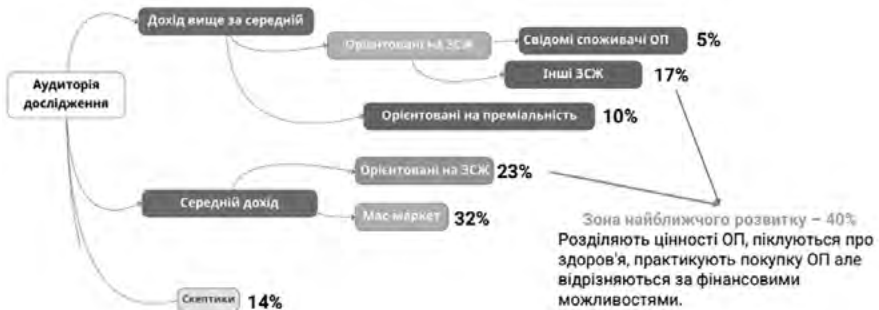 Дохід вище за середній
Орієнтовані на ЗСЖ
Свідомі споживачі ОП
5%
Інші ЗСЖ
17%
Аудиторія
дослідження
Орієнтовані на преміальність
10%
Орієнтовані на ЗСЖ
23%
Середній дохід
Мас-маркет
32%
Зона найближчого розвитку – 40%
Розділяють цінності ОП, піклуються про
здоров'я, практикують покупку ОП але
відрізняються за фінансовими
можливостями.
Скептики
14%